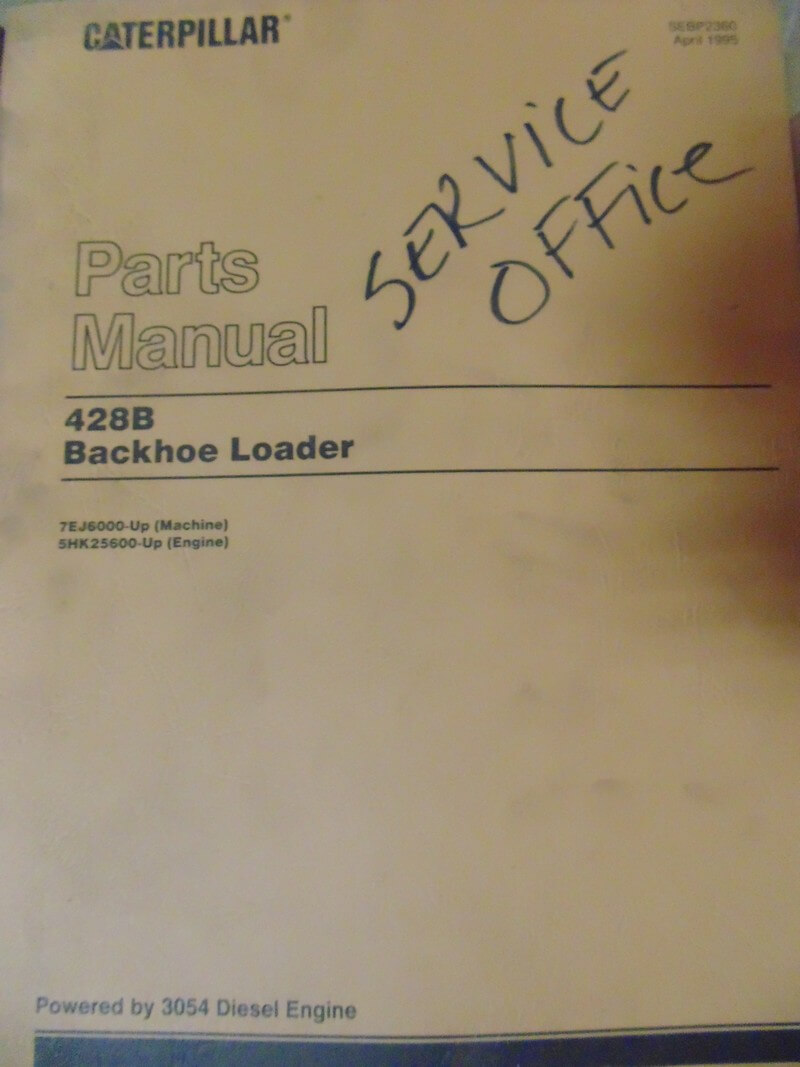 CATERPILLAR®
SEBP2360
April 1995
SERVICE
OFFice
Parts
Manual
428B
Backhoe Loader
7EJ6000-Up (Machine)
5HK25600-Up (Engine)
Powered by 3054 Diesel Engine